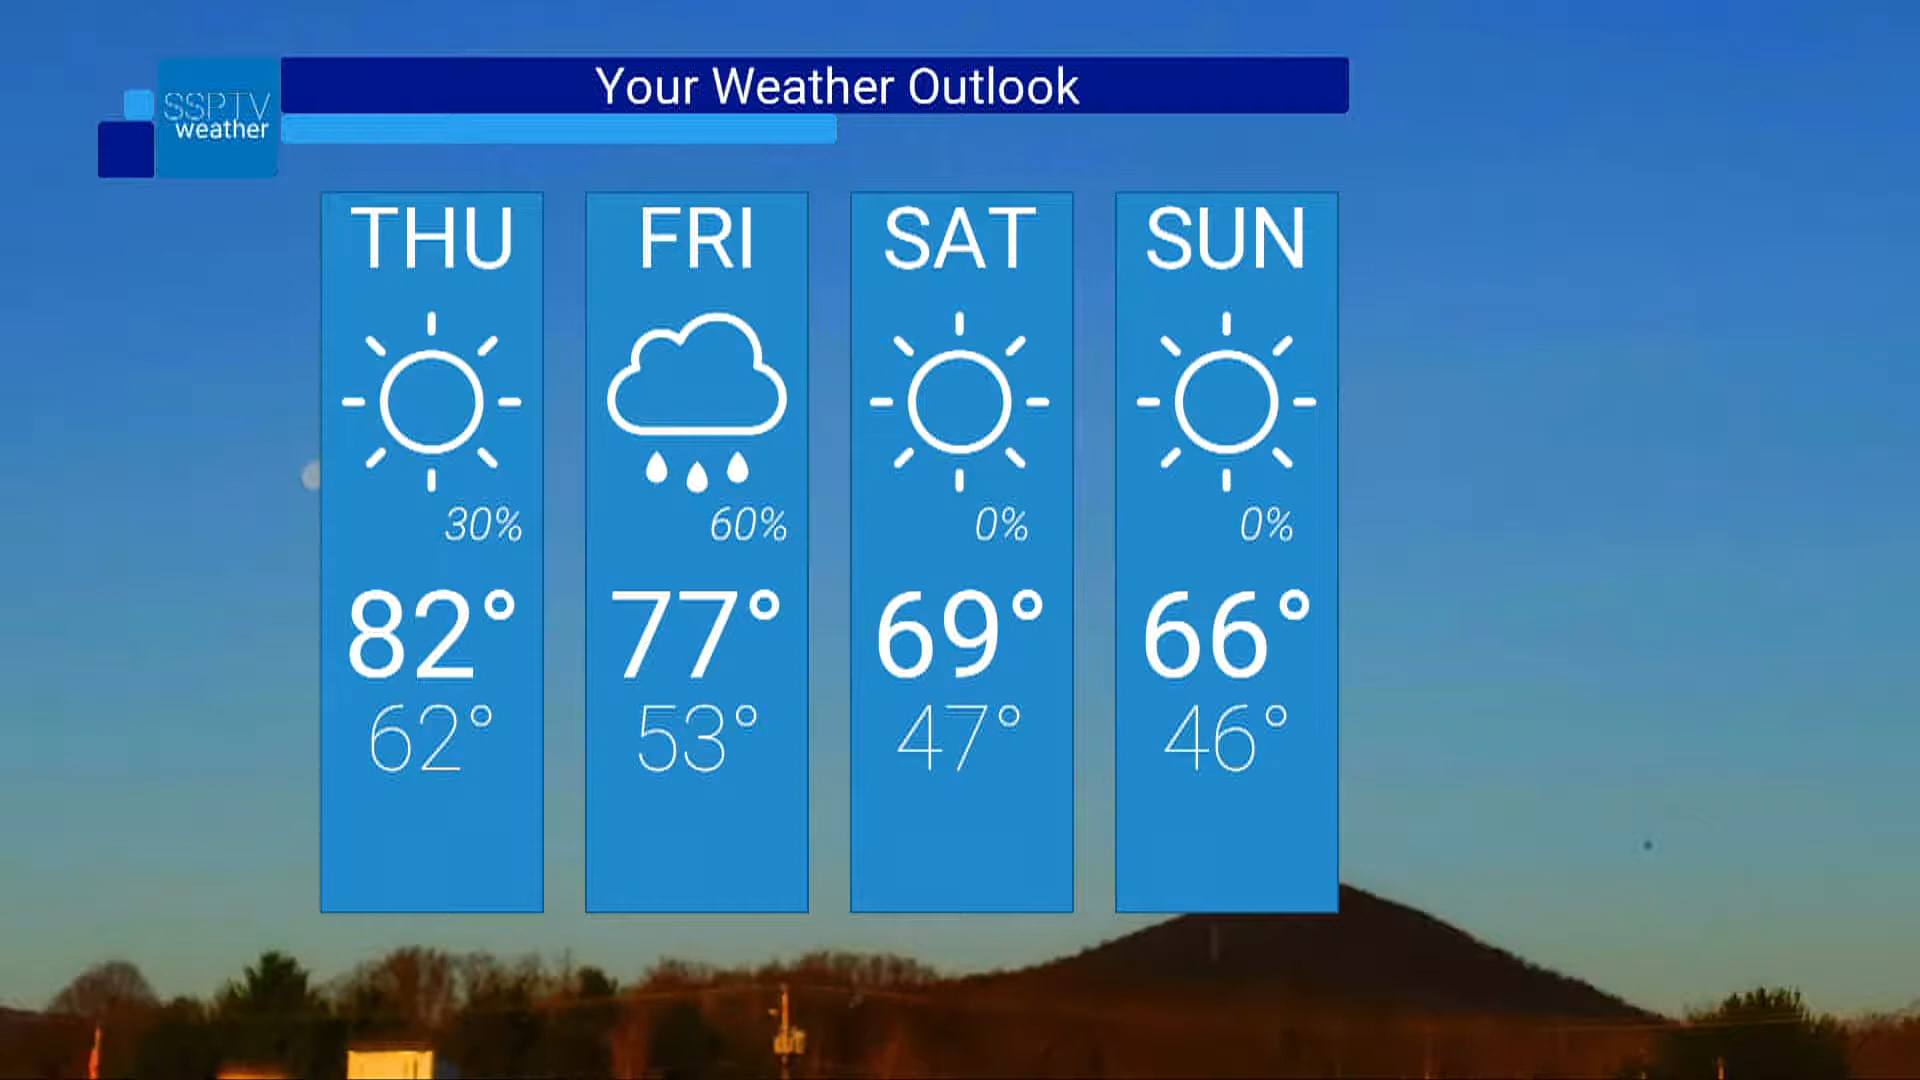 Your Weather Outlook
SSPTV
weather
THU FRI SAT SUN
30% 60% 0% 0%
82° 77° 69° 66°
62° 53° 47° 46°